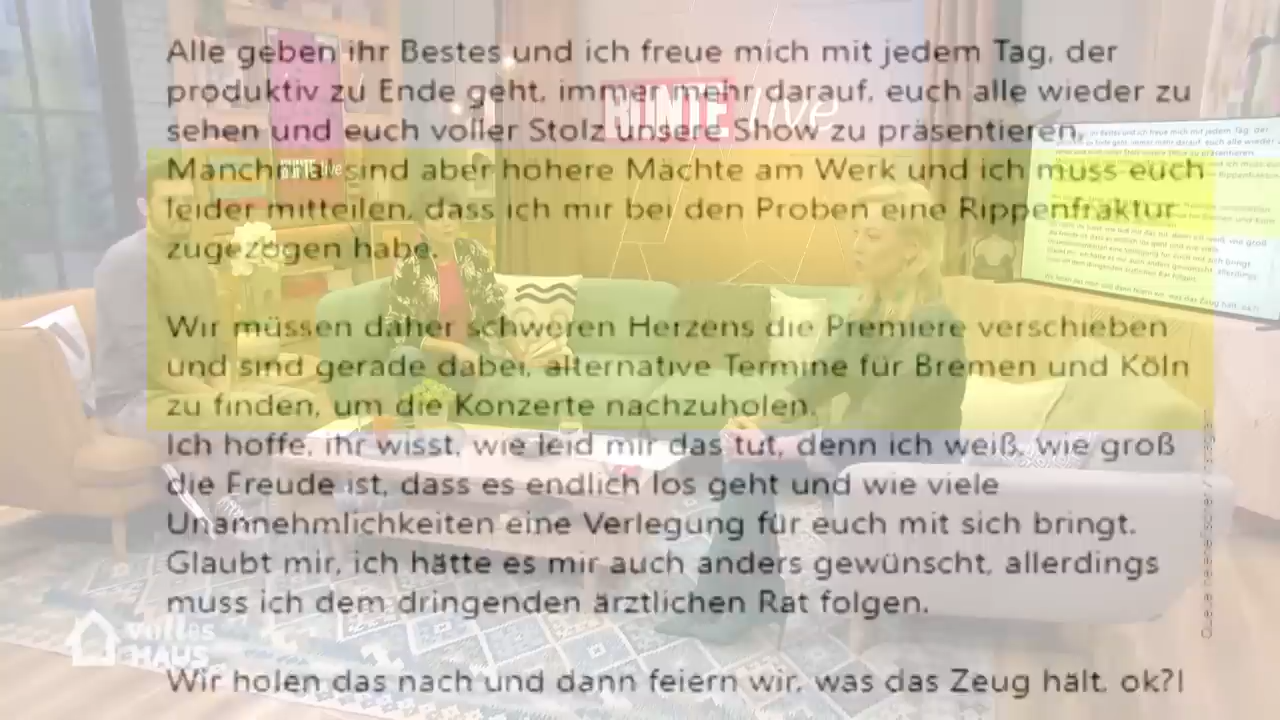 Alle geben ihr Bestes und ich freue mich mit jedem Tag, der
produktiv zu Ende geht, immer mehr darauf, euch alle wieder zu
sehen und euch voller Stolz unsere Show zu präsentieren.
Manchmal sind aber höhere Mächte am Werk und ich muss euch
leider mitteilen, dass ich mir bei den Proben eine Rippenfraktur
zugezogen habe.
Wir müssen daher schweren Herzens die Premiere verschieben
und sind gerade dabei, alternative Termine für Bremen und Köln
zu finden, um die Konzerte nachzuholen.
Ich hoffe, ihr wisst, wie leid mir das tut, denn ich weiß, wie groß
die Freude ist, dass es endlich los geht und wie viele
Unannehmlichkeiten eine Verlegung für euch mit sich bringt.
Glaubt mir, ich hätte es mir auch anders gewünscht, allerdings
muss ich dem dringenden ärztlichen Rat folgen.
Wir holen das nach und dann feiern wir, was das Zeug hält, ok?!
BUNTE live
BUNTE live
volles
HAUS